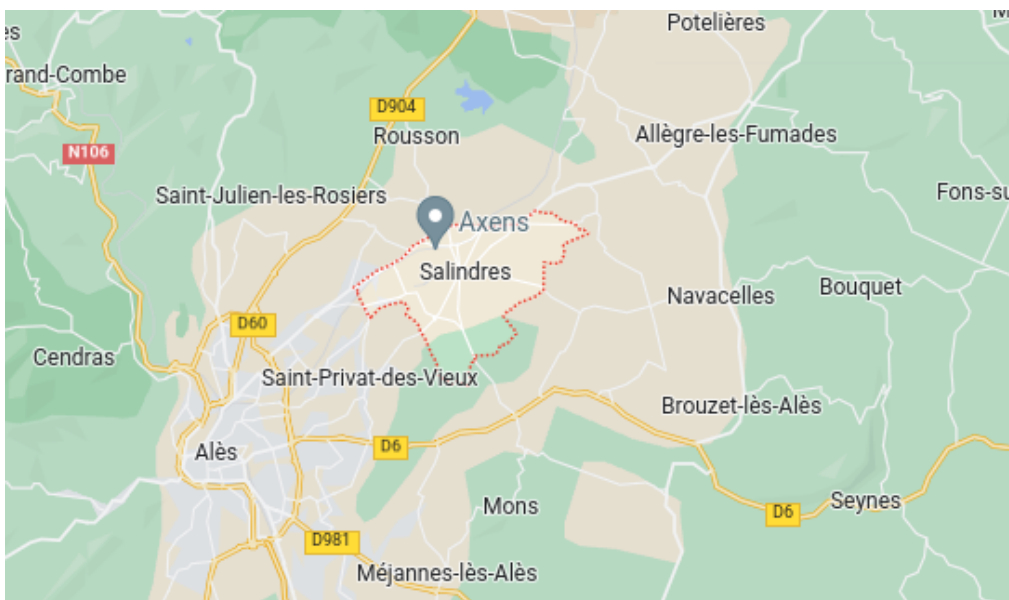 Potelières
rand-Combe
D904
Rousson
Allègre-les-Fumades
N106
Saint-Julien-les-Rosiers
Fons-su
Axens
Salindres
Bouquet
Navacelles
D60
Cendras
Saint-Privat-des-Vieux
Brouzet-lès-Alès
Alès
D6
Mons
Seynes
D6
D981
Méjannes-lès-Alès